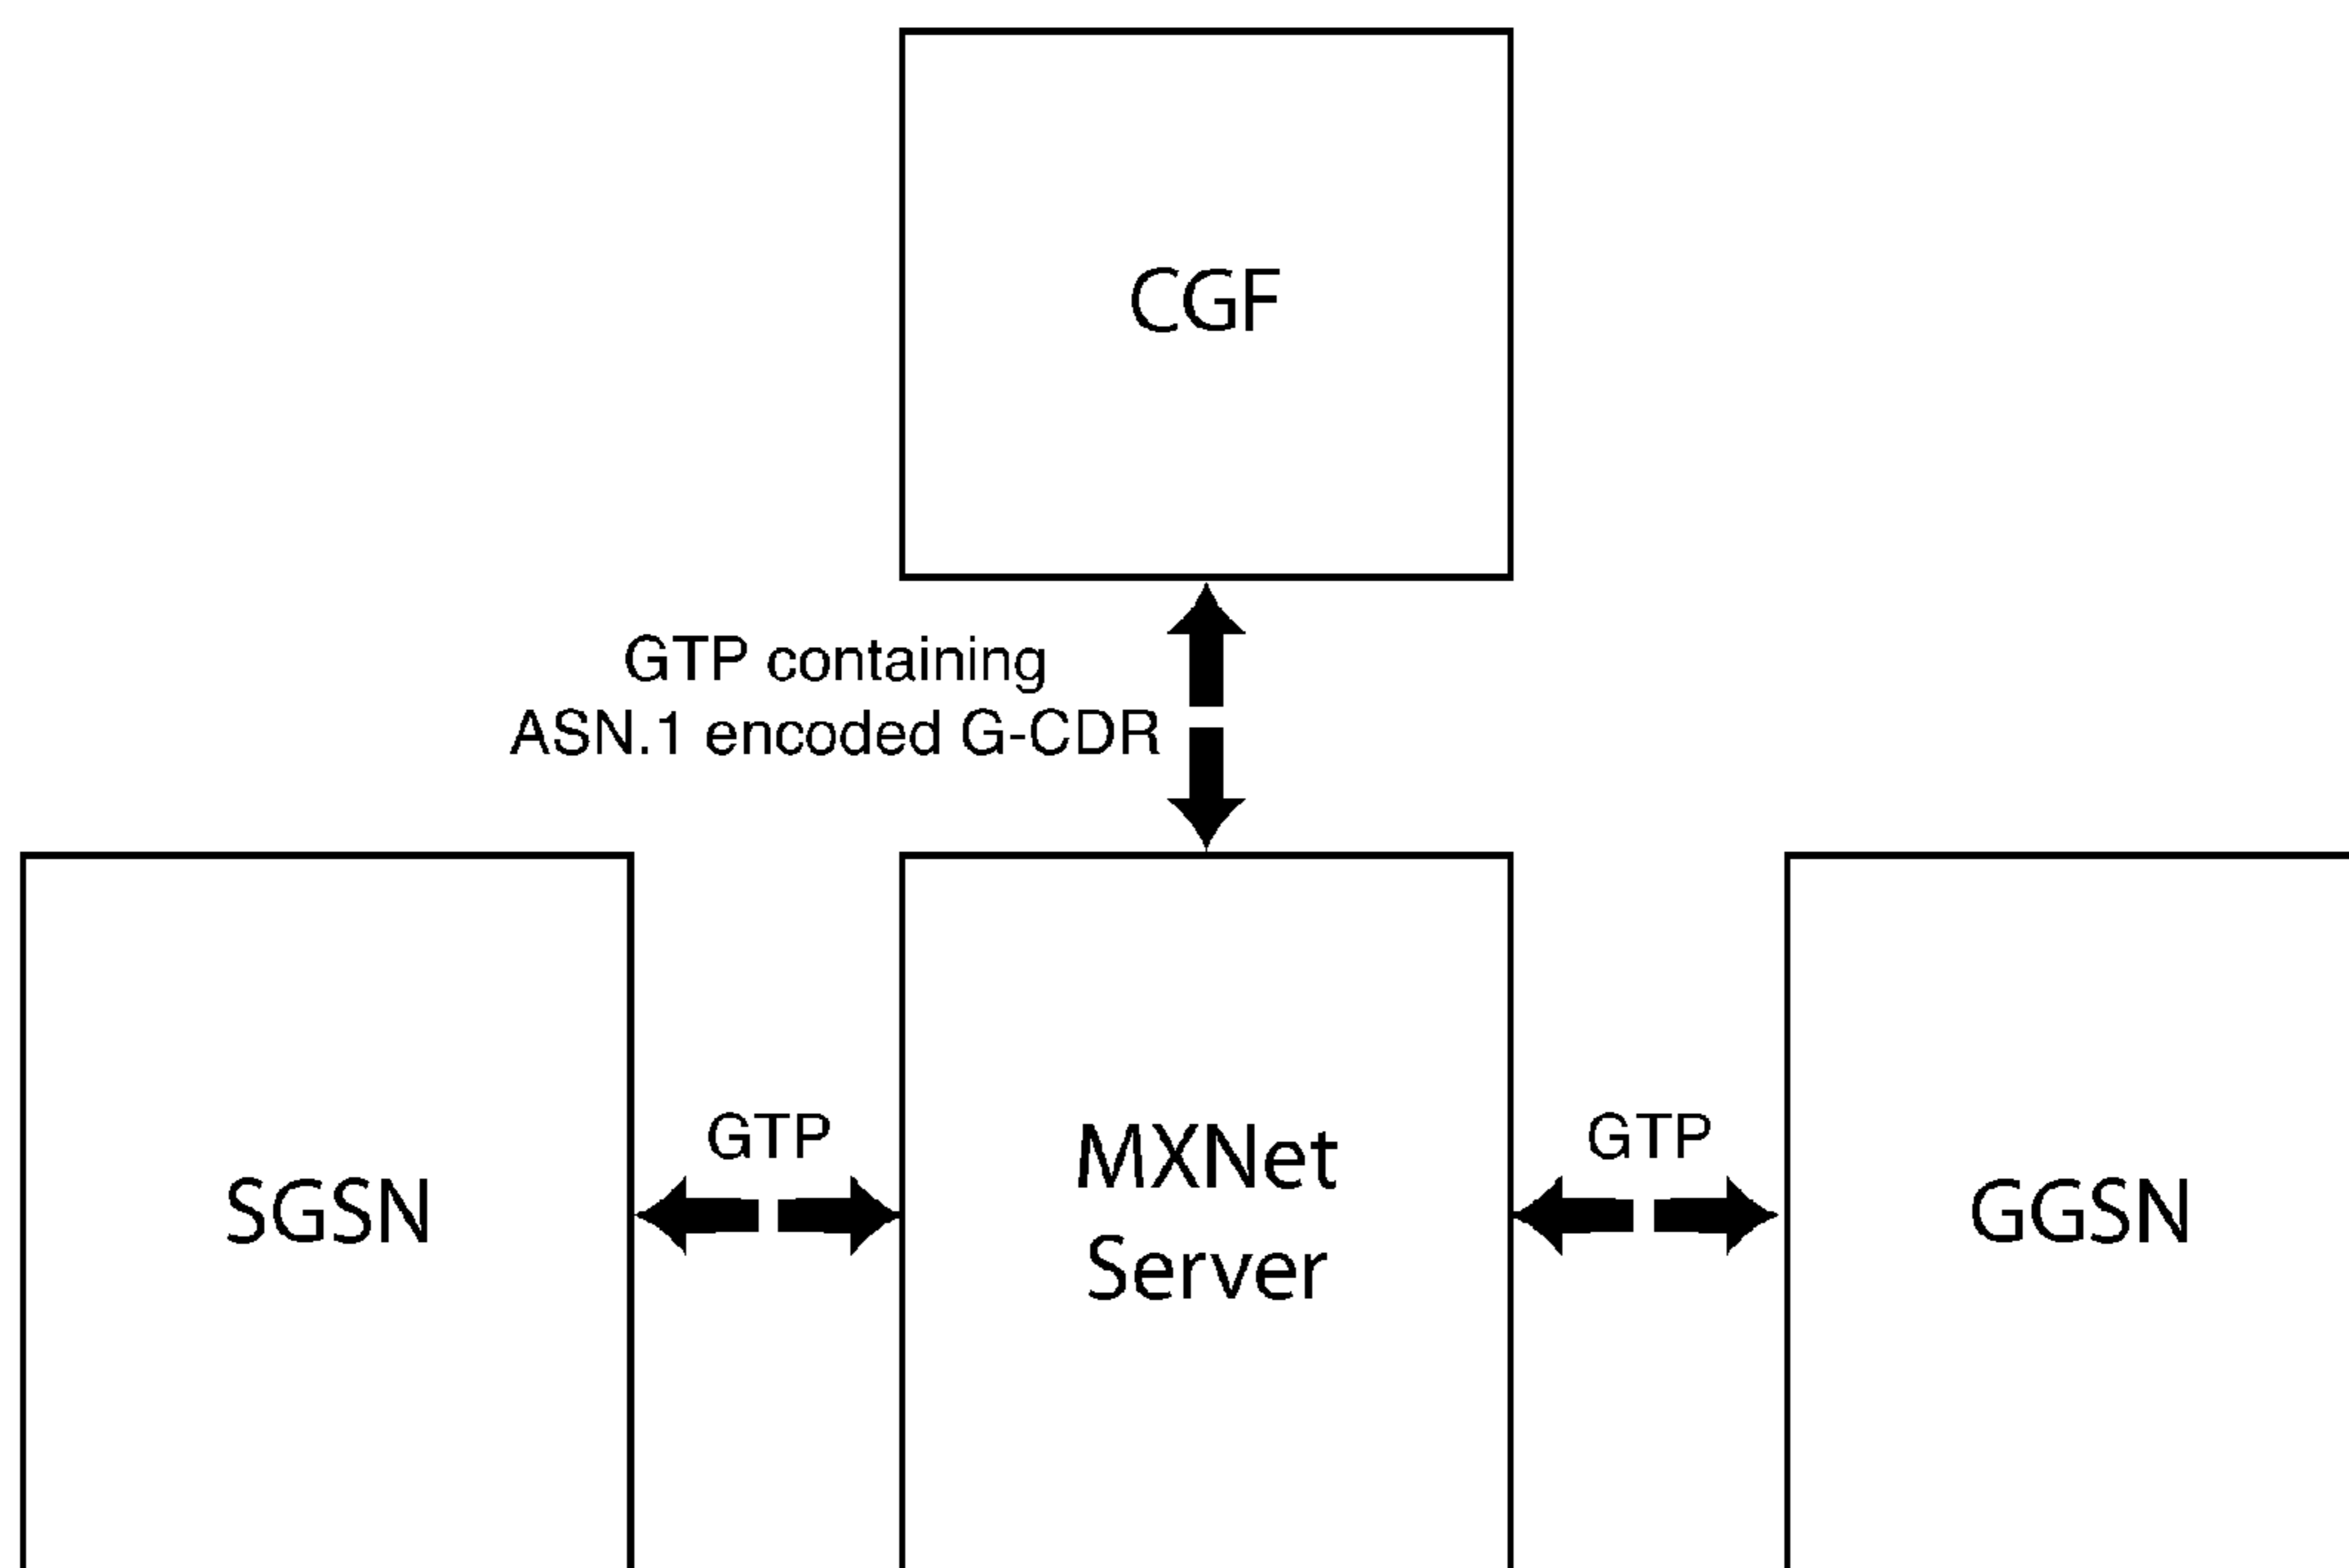 CGF
GTP containing
ASN.1 encoded G-CDR
SGSN
GTP
MXNet
Server
GTP
GGSN